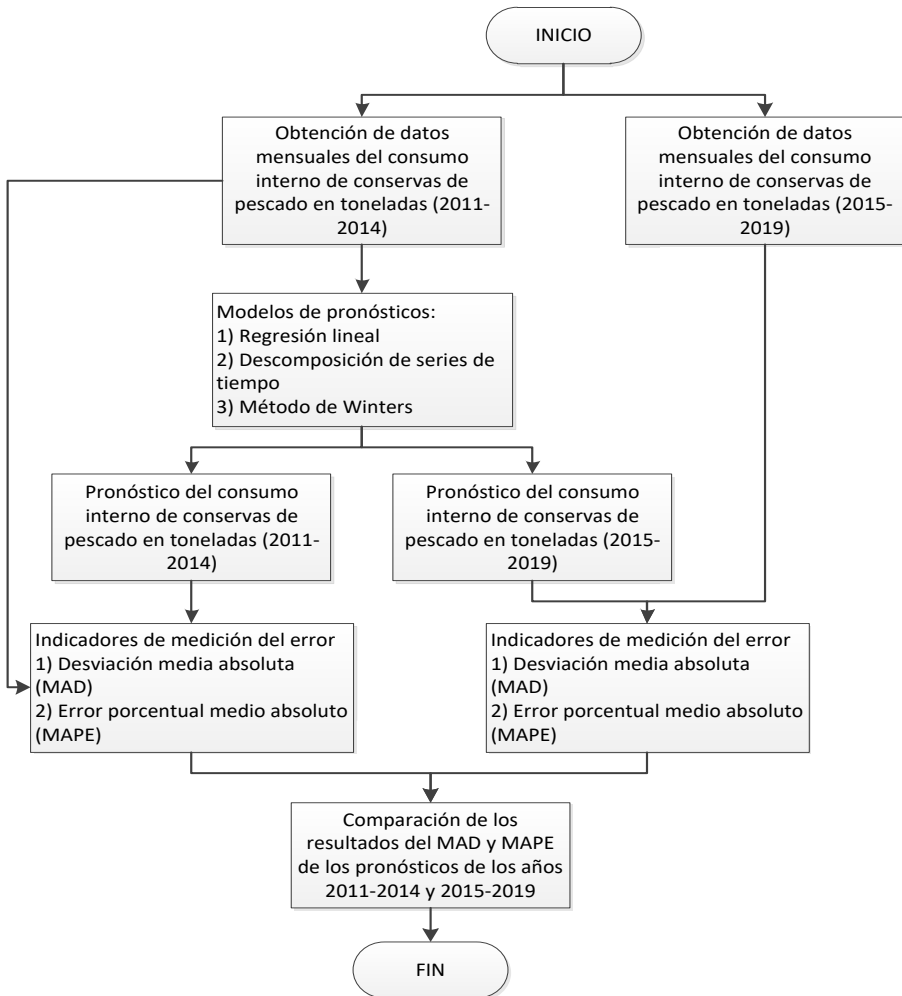 INICIO
Obtención de datos
mensuales del consumo
interno de conservas de
pescado en toneladas (2011-
2014)
Obtención de datos
mensuales del consumo
interno de conservas de
pescado en toneladas (2015-
2019)
Modelos de pronósticos:
1) Regresión lineal
2) Descomposición de series de
tiempo
3) Método de Winters
Pronóstico del consumo
interno de conservas de
pescado en toneladas (2011-
2014)
Pronóstico del consumo
interno de conservas de
pescado en toneladas (2015-
2019)
Indicadores de medición del error
1) Desviación media absoluta
(MAD)
2) Error porcentual medio absoluto
(MAPE)
Indicadores de medición del error
1) Desviación media absoluta
(MAD)
2) Error porcentual medio absoluto
(MAPE)
Comparación de los
resultados del MAD y MAPE
de los pronósticos de los años
2011-2014 y 2015-2019
FIN